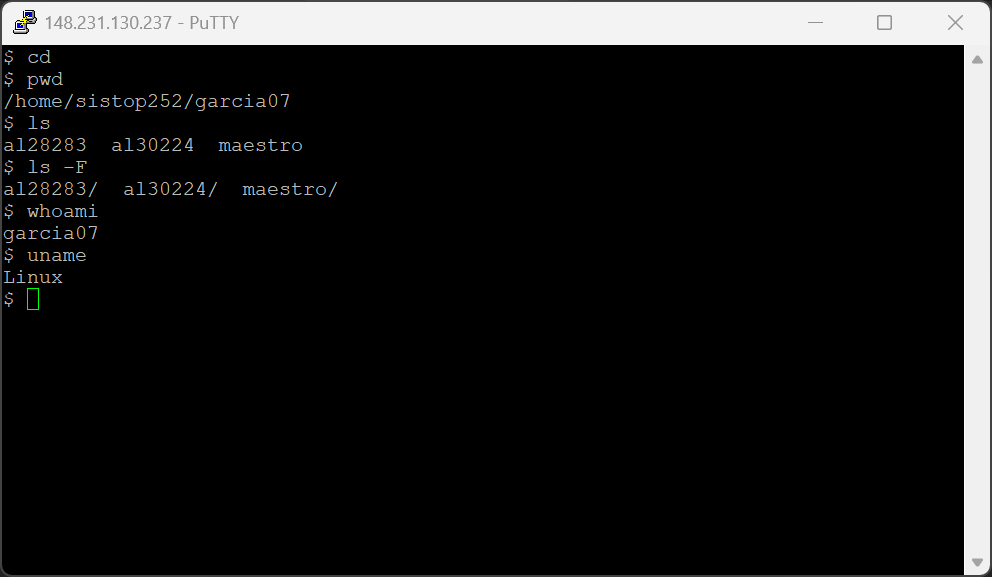 148.231.130.237 - PuTTY
$ cd
$ pwd
/home/sistop252/garcia07
$ ls
al28283  al30224  maestro
$ ls -F
al28283/  al30224/  maestro/
$ whoami
garcia07
$ uname
Linux
$